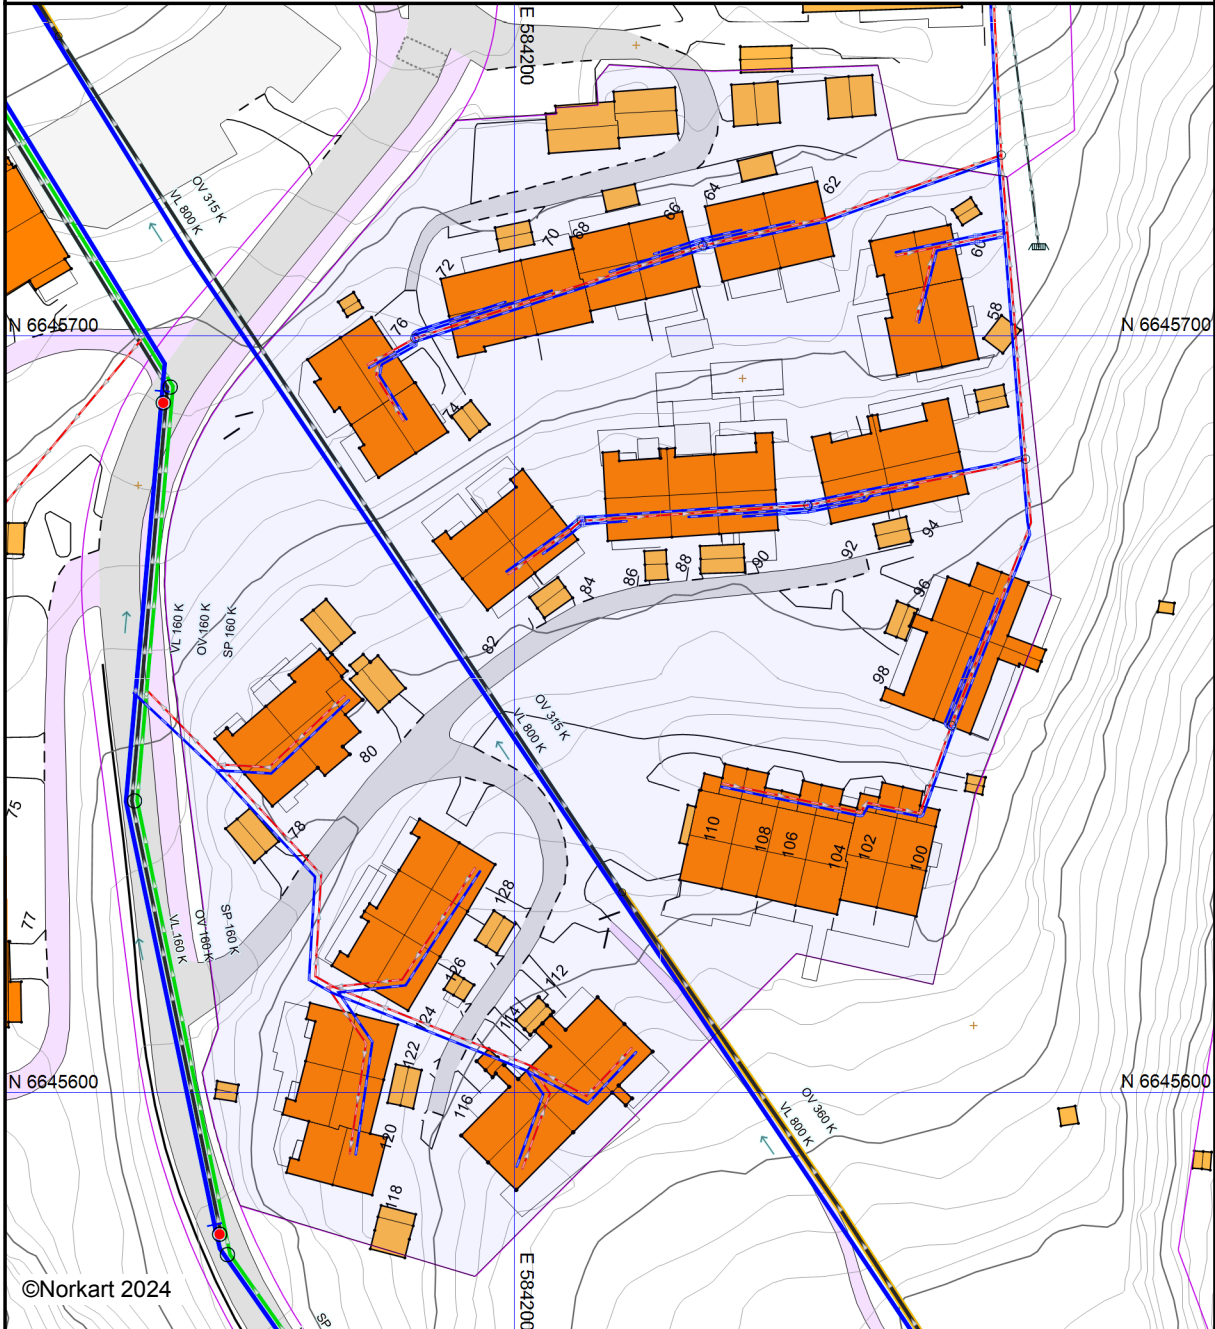 E 584200
OV 315 K
VL 800 K
62
64
66
68
70
72
60
58
N 6645700
N 6645700
76
74
94
92
90
88
86
84
82
96
98
VL 160 K
OV 160 K
SP 160 K
OV 315 K
VL 800 K
80
78
75
110
108
106
104
102
100
128
126
124
77
VL 160 K
OV 160 K
SP 160 K
112
114
116
122
120
118
N 6645600
N 6645600
OV 360 K
VL 800 K
E 584200
©Norkart 2024
SP